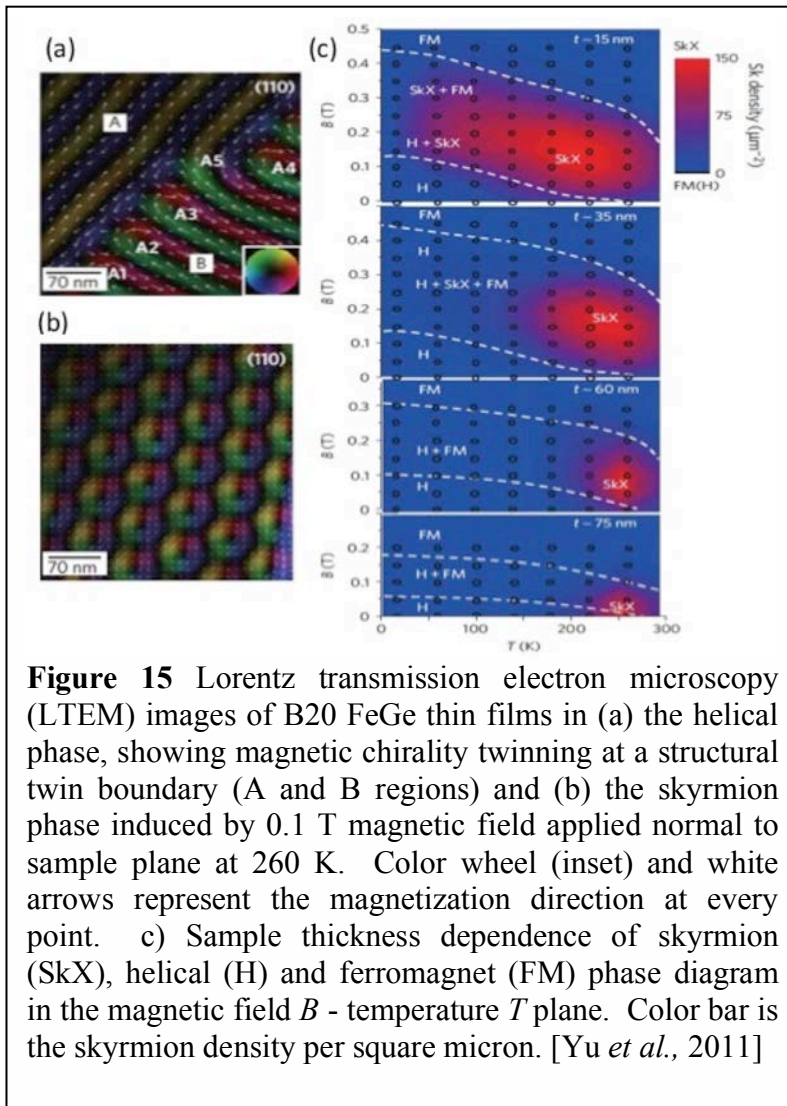 (a)
(110)
A
A5
A4
A3
A2
B
A1
70 nm
(b)
(110)
70 nm
(c)
0.5
FM
t ~ 15 nm
0.4
0.3
SkX + FM
B (T)
0.2
H + SkX
SkX
0.1
H
0
SkX
150
75
0
FM(H)
Sk density (μm⁻²)
FM
t ~ 35 nm
0.4
H
0.3
H + SkX + FM
B (T)
0.2
SkX
0.1
H
0
FM
t ~ 60 nm
0.3
B (T)
0.2
H + FM
0.1
SkX
H
0
FM
t ~ 75 nm
0.2
B (T)
H + FM
0.1
H
SkX
0
0
100
200
300
T (K)
Figure 15 Lorentz transmission electron microscopy
(LTEM) images of B20 FeGe thin films in (a) the helical
phase, showing magnetic chirality twinning at a structural
twin boundary (A and B regions) and (b) the skyrmion
phase induced by 0.1 T magnetic field applied normal to
sample plane at 260 K. Color wheel (inset) and white
arrows represent the magnetization direction at every
point. c) Sample thickness dependence of skyrmion
(SkX), helical (H) and ferromagnet (FM) phase diagram
in the magnetic field B - temperature T plane. Color bar is
the skyrmion density per square micron. [Yu et al., 2011]